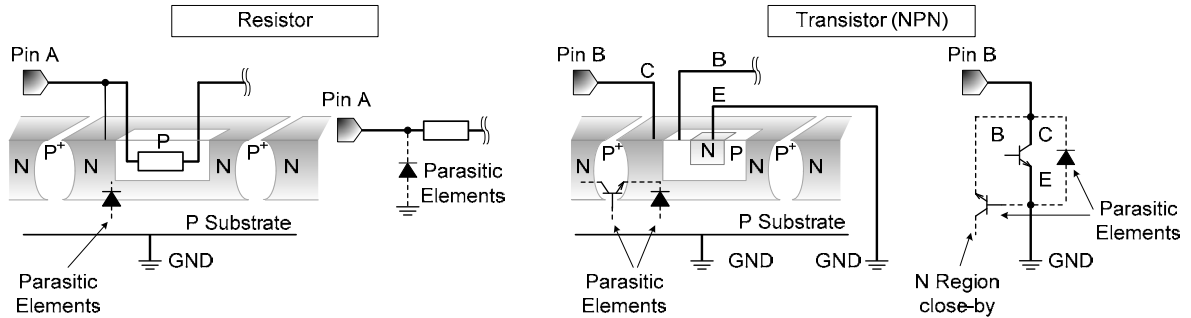 Resistor
Transistor (NPN)
Pin A
P
N
P+
N
N
P+
N
P Substrate
GND
Parasitic
Elements
Pin A
Parasitic
Elements
Pin B
C
B
E
N
P+
N
N
P
P+
N
P Substrate
GND
GND
Parasitic
Elements
Pin B
B
C
E
Parasitic
Elements
GND
N Region
close-by